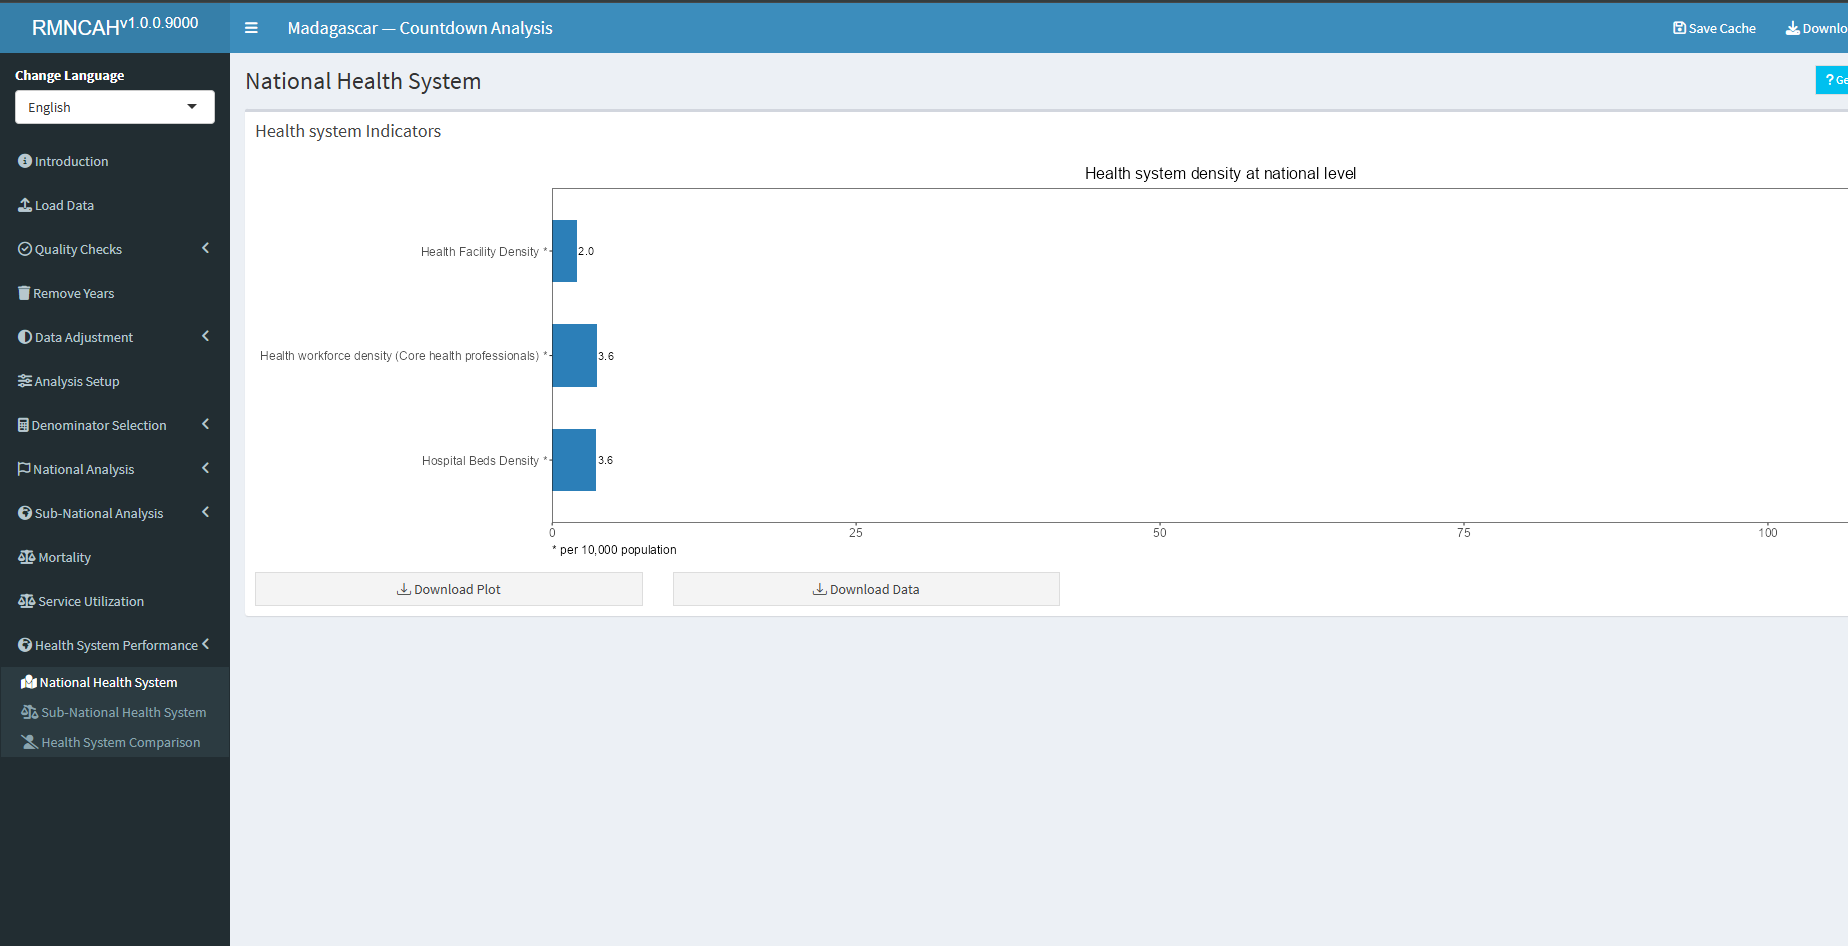 RMNCAHv1.0.0.9000
Madagascar — Countdown Analysis
Save Cache
Downlo
Change Language
English
Introduction
Load Data
Quality Checks
Remove Years
Data Adjustment
Analysis Setup
Denominator Selection
National Analysis
Sub-National Analysis
Mortality
Service Utilization
Health System Performance
National Health System
Sub-National Health System
Health System Comparison
National Health System
? Ge
Health system Indicators
Health system density at national level
Health Facility Density *
2.0
Health workforce density (Core health professionals) *
3.6
Hospital Beds Density *
3.6
0 25 50 75 100
* per 10,000 population
Download Plot
Download Data